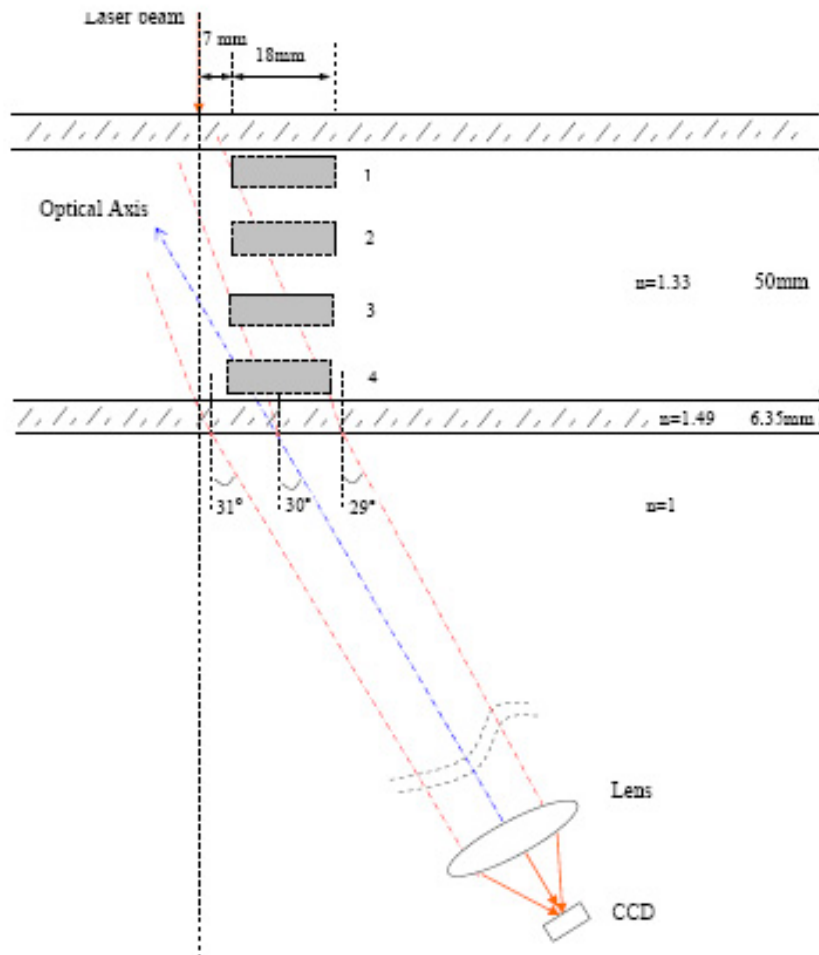 Laser beam
7 mm
18mm
1
Optical Axis
2
n=1.33 50mm
3
4
n=1.49 6.35mm
31° 30° 29°
n=1
Lens
CCD